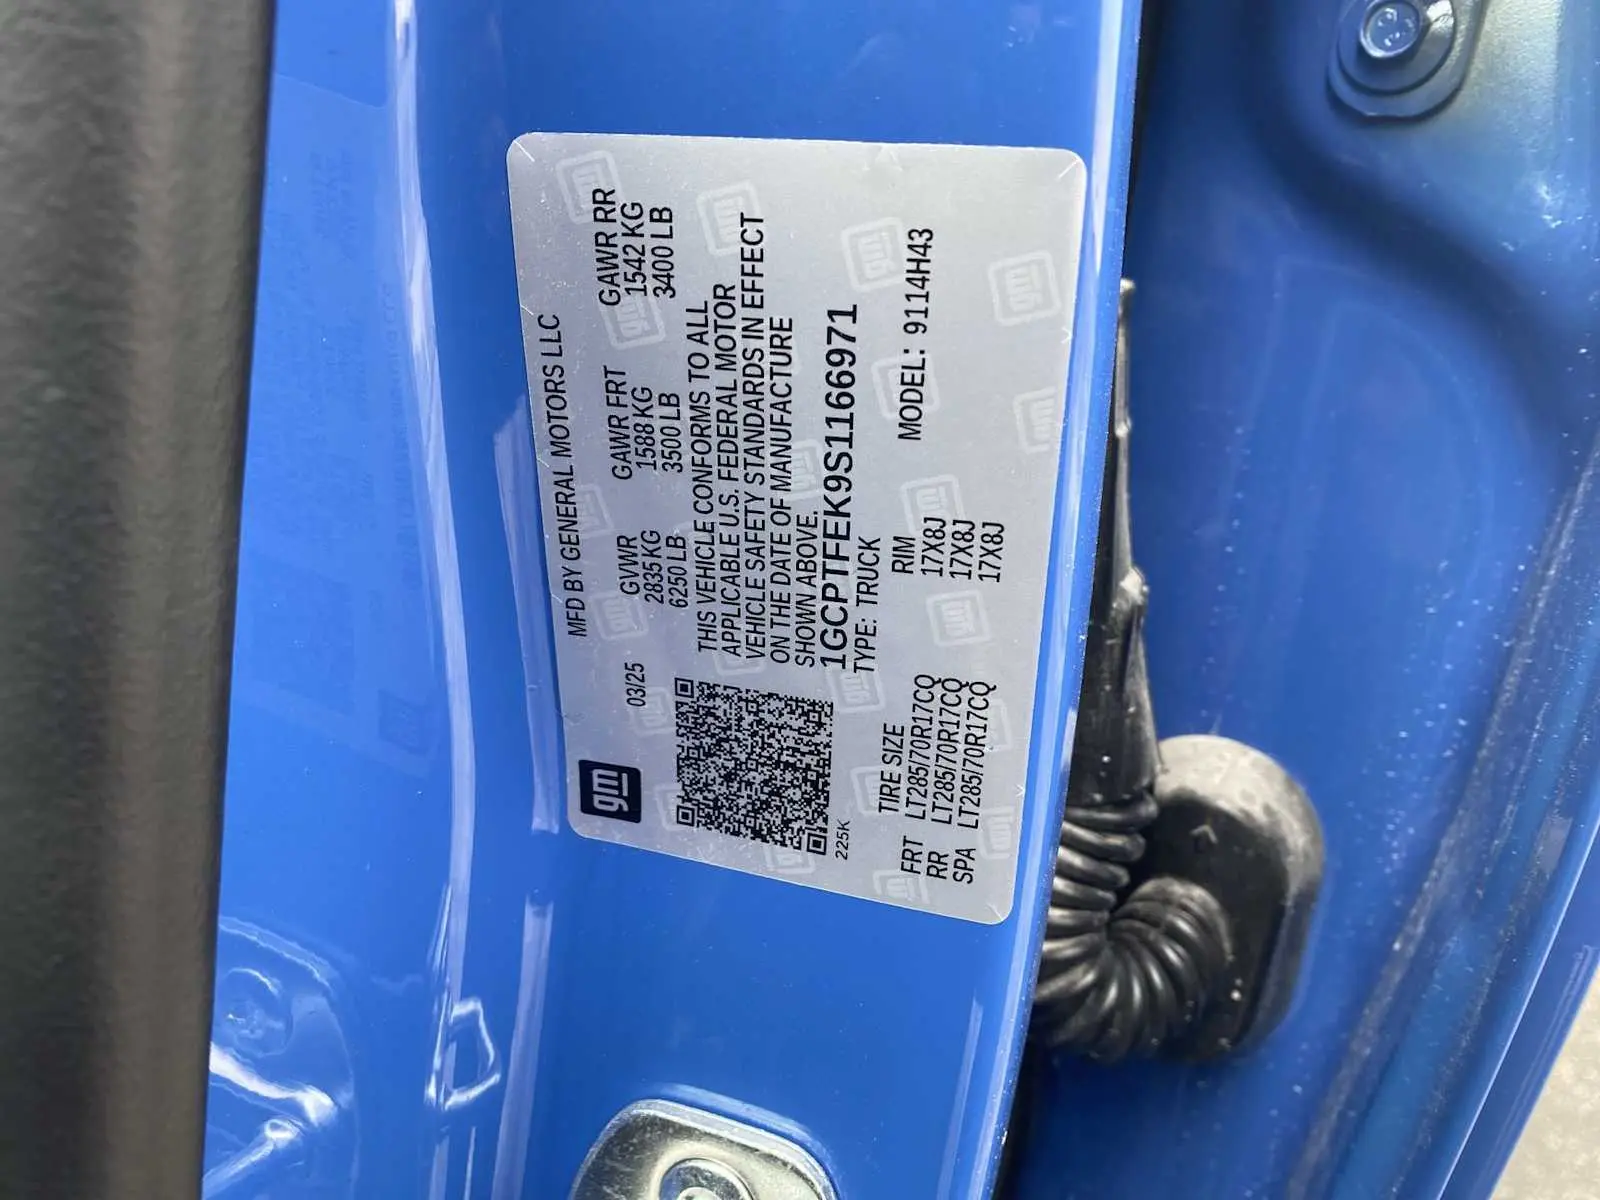 gm
03/25
MFD BY GENERAL MOTORS LLC
GVWR GAWR FRT GAWR RR
2835 KG 1588 KG 1542 KG
6250 LB 3500 LB 3400 LB
THIS VEHICLE CONFORMS TO ALL
APPLICABLE U.S. FEDERAL MOTOR
VEHICLE SAFETY STANDARDS IN EFFECT
ON THE DATE OF MANUFACTURE
SHOWN ABOVE.
1GCPTFEK9S1166971
TYPE: TRUCK
225K
MODEL: 9114H43
TIRE SIZE RIM
FRT LT285/70R17CQ 17X8J
RR LT285/70R17CQ 17X8J
SPA LT285/70R17CQ 17X8J